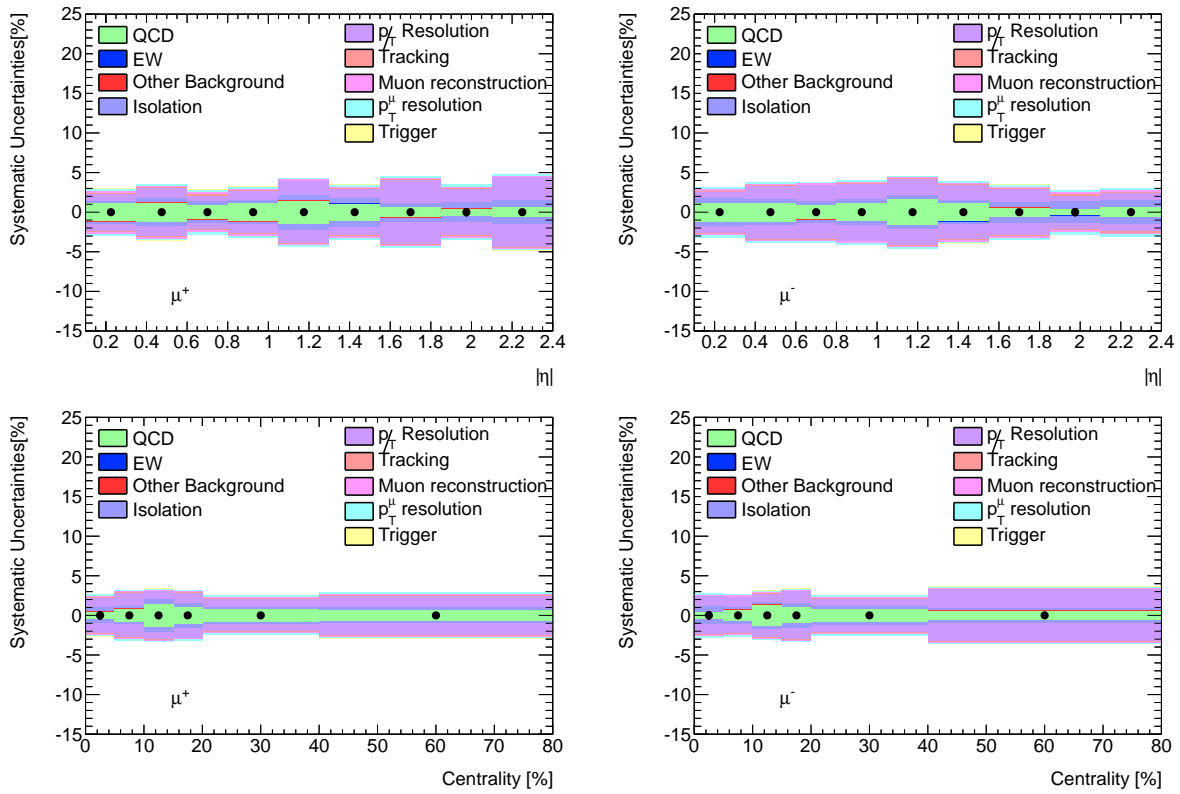 Systematic Uncertainties[%]
25
20
15
10
5
0
-5
-10
-15
QCD
EW
Other Background
Isolation
p̸T Resolution
Tracking
Muon reconstruction
pTμ resolution
Trigger
μ+
0.2 0.4 0.6 0.8 1 1.2 1.4 1.6 1.8 2 2.2 2.4
|η|
Systematic Uncertainties[%]
25
20
15
10
5
0
-5
-10
-15
QCD
EW
Other Background
Isolation
p̸T Resolution
Tracking
Muon reconstruction
pTμ resolution
Trigger
μ-
0.2 0.4 0.6 0.8 1 1.2 1.4 1.6 1.8 2 2.2 2.4
|η|
Systematic Uncertainties[%]
25
20
15
10
5
0
-5
-10
-15
QCD
EW
Other Background
Isolation
p̸T Resolution
Tracking
Muon reconstruction
pTμ resolution
Trigger
μ+
0 10 20 30 40 50 60 70 80
Centrality [%]
Systematic Uncertainties[%]
25
20
15
10
5
0
-5
-10
-15
QCD
EW
Other Background
Isolation
p̸T Resolution
Tracking
Muon reconstruction
pTμ resolution
Trigger
μ-
0 10 20 30 40 50 60 70 80
Centrality [%]